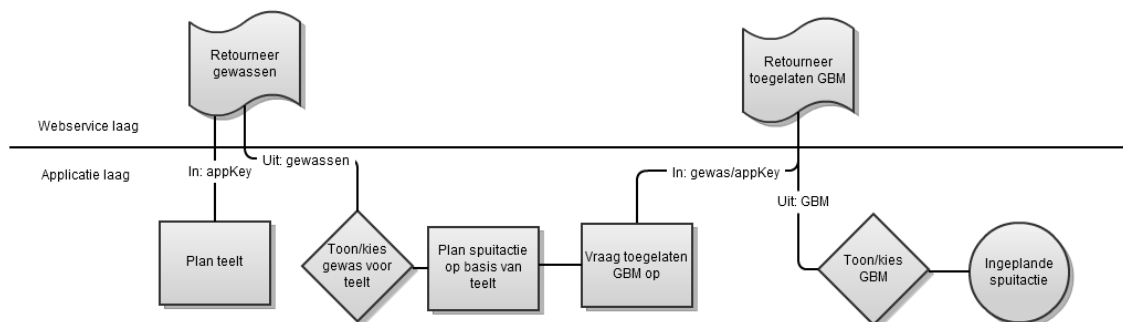 Retourneer
gewassen
Retourneer
toegelaten GBM
Webservice laag
Applicatie laag
In: appKey
Uit: gewassen
In: gewas/appKey
Uit: GBM
Plan teelt
Toon/kies
gewas voor
teelt
Plan spuitactie
op basis van
teelt
Vraag toegelaten
GBM op
Toon/kies
GBM
Ingeplande
spuitactie